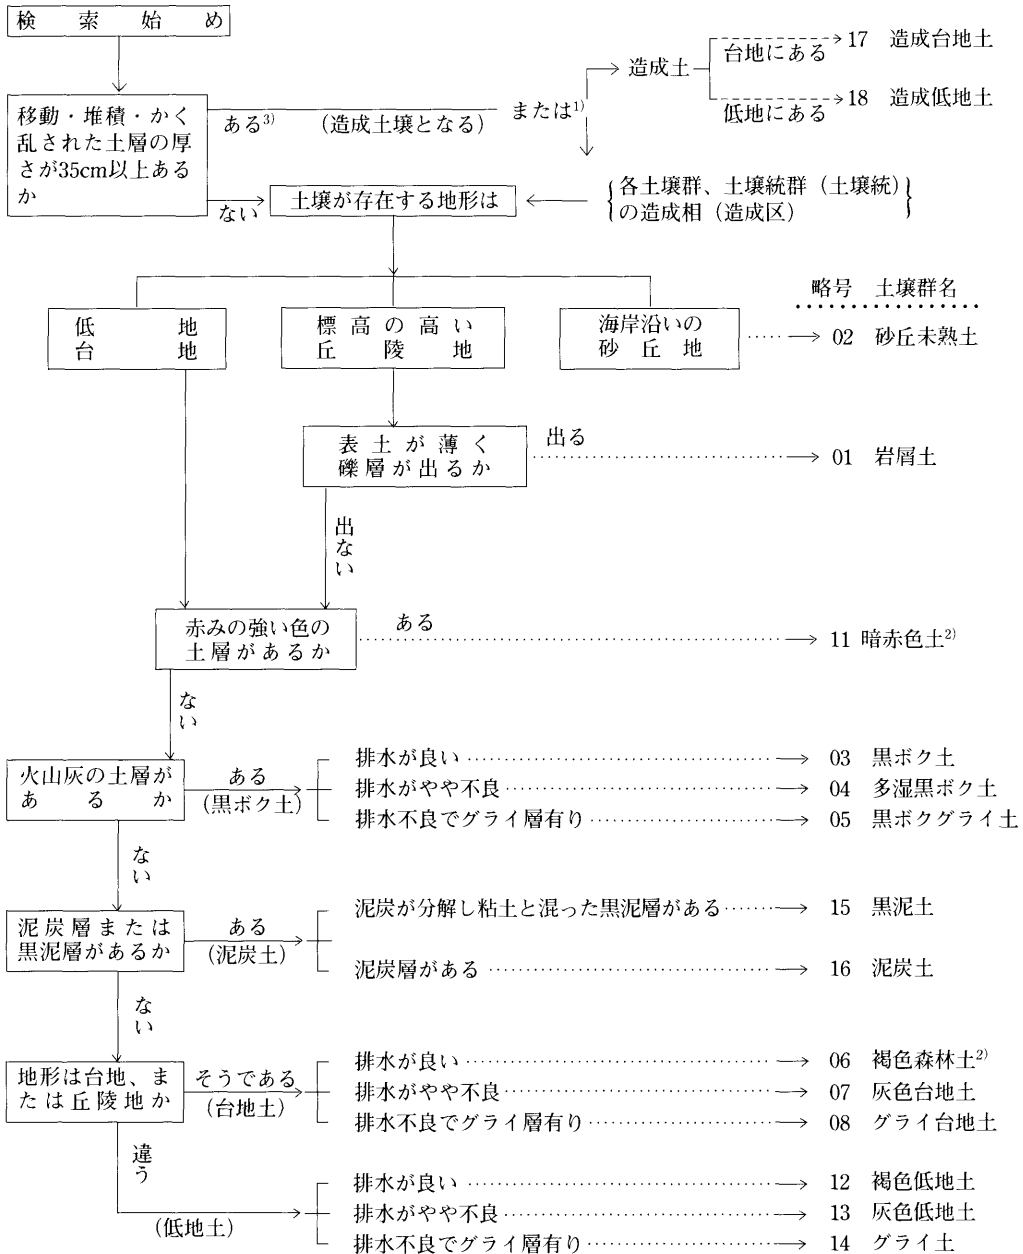 検索始め
移動・堆積・かく
乱された土層の厚
さが35cm以上ある
か
ある3)
(造成土壌となる)
または1)
造成土
台地にある
17 造成台地土
低地にある
18 造成低地土
ない
土壌が存在する地形は
各土壌群、土壌統群(土壌統)
の造成相(造成区)
略号 土壌群名
低地
台地
標高の高い
丘陵地
海岸沿いの
砂丘地
02 砂丘未熟土
表土が薄く
礫層が出るか
出る
01 岩屑土
出ない
赤みの強い色の
土層があるか
ある
11 暗赤色土2)
ない
火山灰の土層が
あるか
ある
(黒ボク土)
排水が良い 03 黒ボク土
排水がやや不良 04 多湿黒ボク土
排水不良でグライ層有り 05 黒ボクグライ土
ない
泥炭層または
黒泥層があるか
ある
(泥炭土)
泥炭が分解し粘土と混った黒泥層がある 15 黒泥土
泥炭層がある 16 泥炭土
ない
地形は台地、ま
たは丘陵地か
そうである
(台地土)
排水が良い 06 褐色森林土2)
排水がやや不良 07 灰色台地土
排水不良でグライ層有り 08 グライ台地土
違う
(低地土)
排水が良い 12 褐色低地土
排水がやや不良 13 灰色低地土
排水不良でグライ層有り 14 グライ土